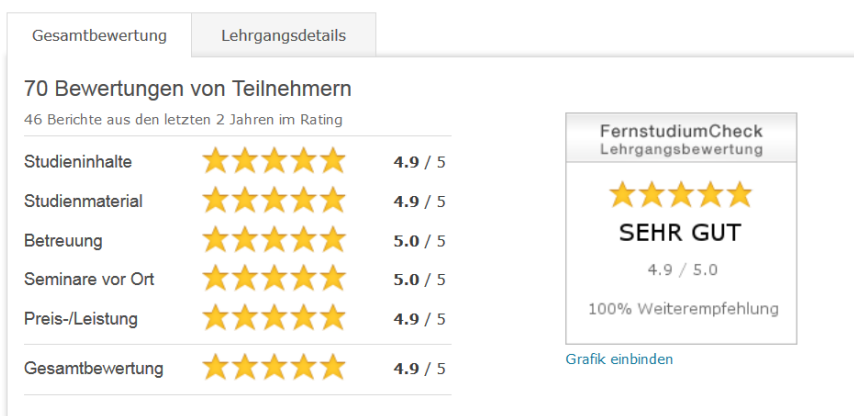 Gesamtbewertung Lehrgangsdetails
70 Bewertungen von Teilnehmern
46 Berichte aus den letzten 2 Jahren im Rating
Studieninhalte 4.9 / 5
Studienmaterial 4.9 / 5
Betreuung 5.0 / 5
Seminare vor Ort 5.0 / 5
Preis-/Leistung 4.9 / 5
Gesamtbewertung 4.9 / 5
FernstudiumCheck
Lehrgangsbewertung
SEHR GUT
4.9 / 5.0
100% Weiterempfehlung
Grafik einbinden